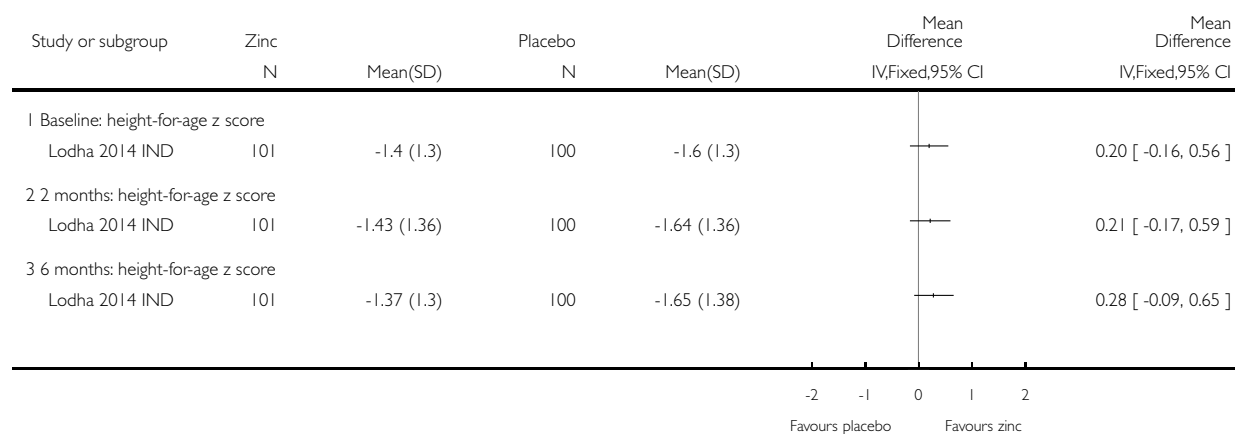 Study or subgroup Zinc Placebo Mean Difference Mean Difference
N Mean(SD) N Mean(SD) IV,Fixed,95% CI IV,Fixed,95% CI
1 Baseline: height-for-age z score
Lodha 2014 IND 101 -1.4 (1.3) 100 -1.6 (1.3) 0.20 [ -0.16, 0.56 ]
2 2 months: height-for-age z score
Lodha 2014 IND 101 -1.43 (1.36) 100 -1.64 (1.36) 0.21 [ -0.17, 0.59 ]
3 6 months: height-for-age z score
Lodha 2014 IND 101 -1.37 (1.3) 100 -1.65 (1.38) 0.28 [ -0.09, 0.65 ]
-2 -1 0 1 2
Favours placebo Favours zinc